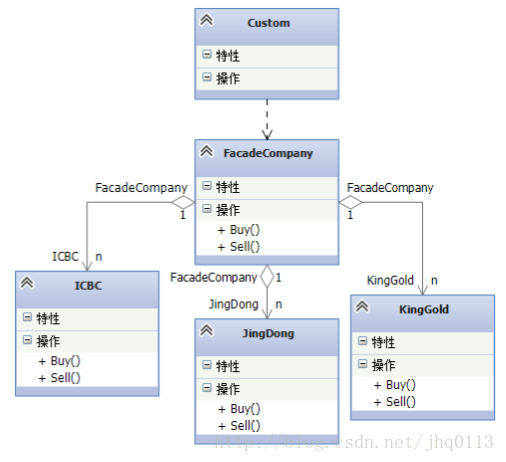 Custom
特性
操作
FacadeCompany
特性
操作
+ Buy()
+ Sell()
FacadeCompany
1
ICBC
n
FacadeCompany
1
KingGold
n
FacadeCompany
1
JingDong
n
ICBC
特性
操作
+ Buy()
+ Sell()
JingDong
特性
操作
+ Buy()
+ Sell()
KingGold
特性
操作
+ Buy()
+ Sell()
http://blog.csdn.net/jhq0113